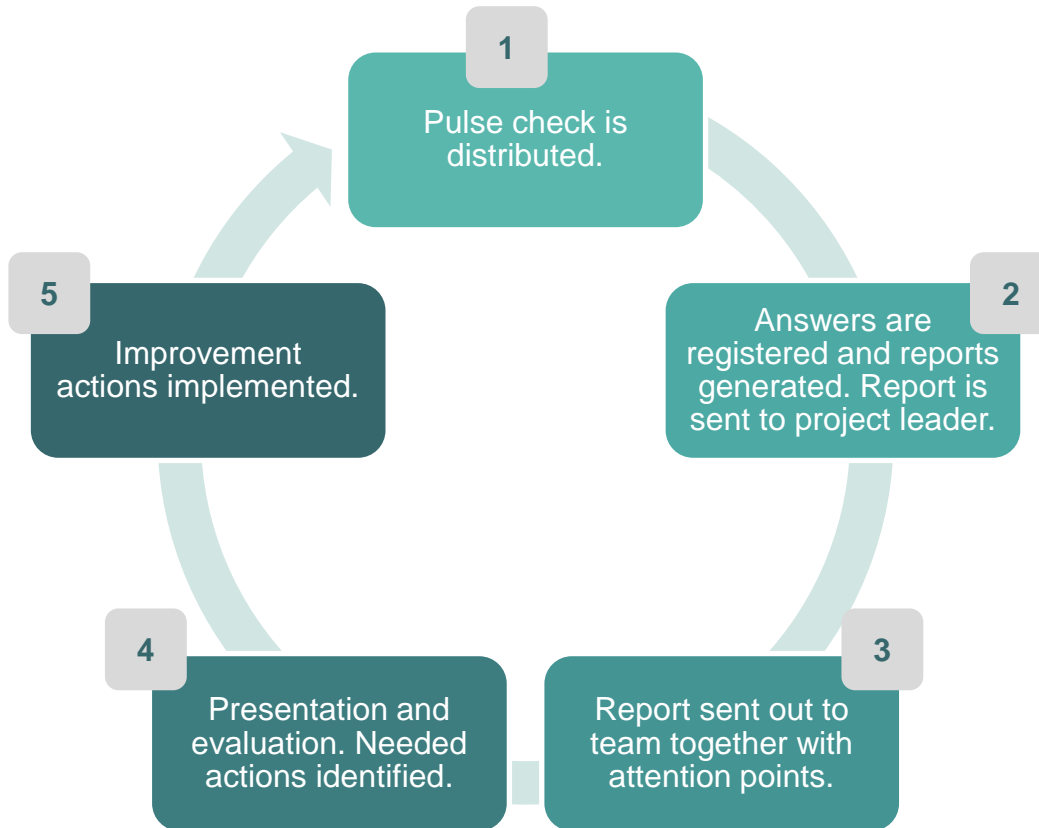 1
Pulse check is
distributed.
2
Answers are
registered and reports
generated. Report is
sent to project leader.
3
Report sent out to
team together with
attention points.
4
Presentation and
evaluation. Needed
actions identified.
5
Improvement
actions implemented.